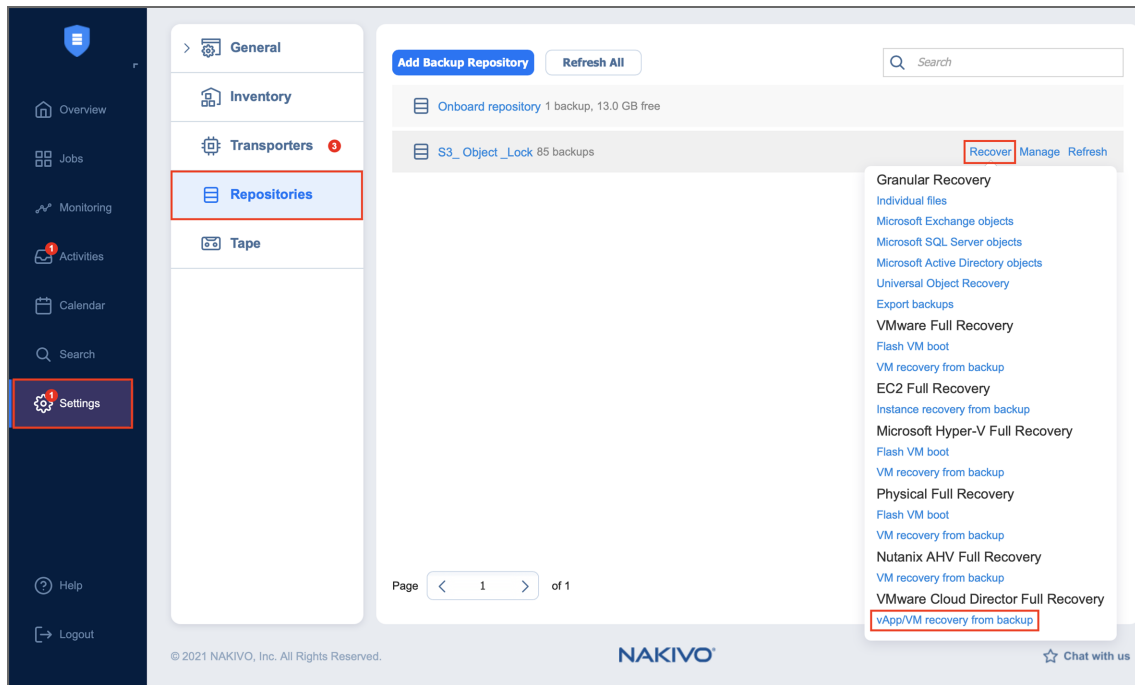 Overview
Jobs
Monitoring
1
Activities
Calendar
Search
1
Settings
Help
Logout
General
Inventory
Transporters 3
Repositories
Tape
Add Backup Repository Refresh All Search
Onboard repository 1 backup, 13.0 GB free
S3_ Object _Lock 85 backups Recover Manage Refresh
Granular Recovery
Individual files
Microsoft Exchange objects
Microsoft SQL Server objects
Microsoft Active Directory objects
Universal Object Recovery
Export backups
VMware Full Recovery
Flash VM boot
VM recovery from backup
EC2 Full Recovery
Instance recovery from backup
Microsoft Hyper-V Full Recovery
Flash VM boot
VM recovery from backup
Physical Full Recovery
Flash VM boot
VM recovery from backup
Nutanix AHV Full Recovery
VM recovery from backup
VMware Cloud Director Full Recovery
vApp/VM recovery from backup
Page 1 of 1
© 2021 NAKIVO, Inc. All Rights Reserved. NAKIVO® Chat with us